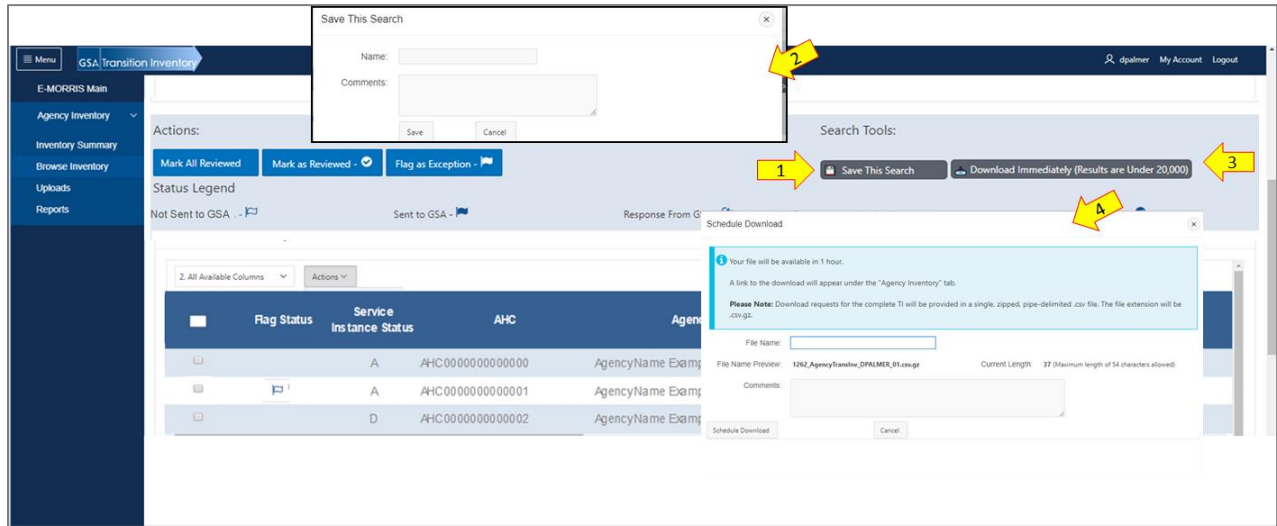 Save This Search
Name:
Comments:
Save Cancel
2
Menu GSA Transition Inventory
dpalmer My Account Logout
E-MORRIS Main
Agency Inventory
Inventory Summary
Browse Inventory
Uploads
Reports
Actions:
Search Tools:
Mark All Reviewed Mark as Reviewed - Flag as Exception -
1 Save This Search Download Immediately (Results are Under 20,000) 3
Status Legend
Not Sent to GSA . - Sent to GSA - Response From
Schedule Download
4
Your file will be available in 1 hour.
A link to the download will appear under the "Agency Inventory" tab.
Please Note: Download requests for the complete TI will be provided in a single, zipped, pipe-delimited .csv file. The file extension will be
.csv.gz.
File Name:
File Name Preview: 1262_AgencyTransInv_DPALMER_01.csv.gz Current Length: 37 (Maximum length of 54 characters allowed)
Comments:
Schedule Download Cancel
2. All Available Columns Actions
Flag Status Service Instance Status AHC
A AHC0000000000000 AgencyName
A AHC0000000000001 AgencyName
D AHC0000000000002 AgencyName